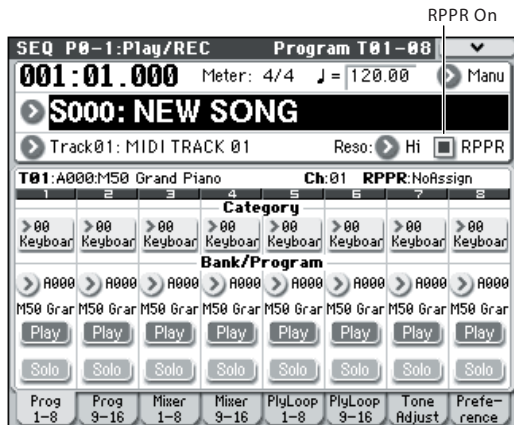 RPPR On
SEQ P0-1:Play/REC Program T01-08
001:01.000 Meter: 4/4 ♩= 120.00 Manu
S000: NEW SONG
Track01: MIDI TRACK 01 Reso: Hi RPPR
T01:A000:M50 Grand Piano Ch:01 RPPR:NoAssign
1 2 3 4 5 6 7 8
Category
>00 >00 >00 >00 >00 >00 >00 >00
Keyboar Keyboar Keyboar Keyboar Keyboar Keyboar Keyboar Keyboar
Bank/Program
A000 A000 A000 A000 A000 A000 A000 A000
M50 Grar M50 Grar M50 Grar M50 Grar M50 Grar M50 Grar M50 Grar M50 Grar
Play Play Play Play Play Play Play Play
Solo Solo Solo Solo Solo Solo Solo Solo
Prog Prog Mixer Mixer PlyLoop PlyLoop Tone Prefe-
1-8 9-16 1-8 9-16 1-8 9-16 Adjust rence